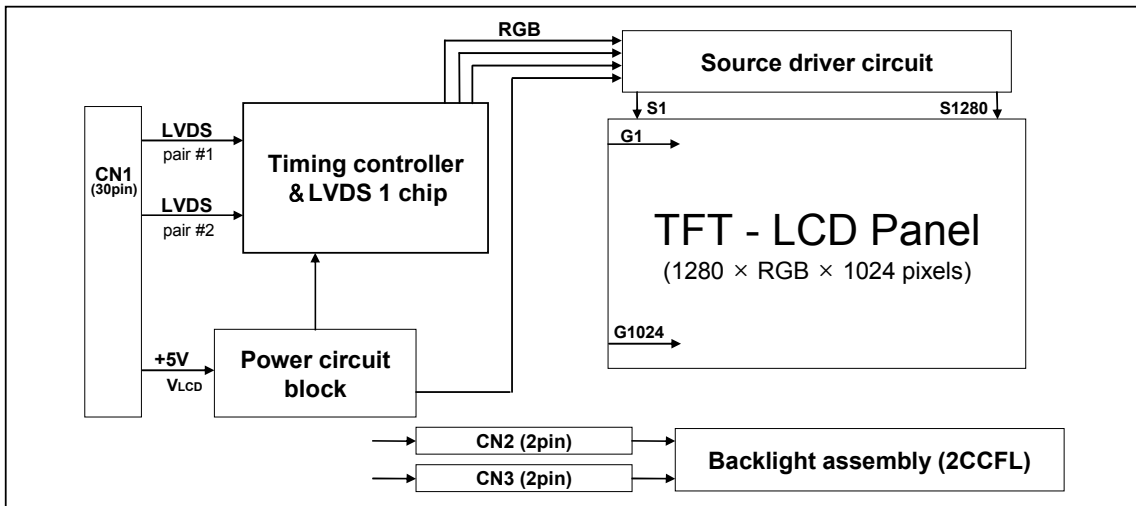 RGB
Source driver circuit
S1
S1280
CN1
(30pin)
LVDS
pair #1
LVDS
pair #2
Timing controller
&LVDS 1 chip
G1
TFT - LCD Panel
(1280 × RGB × 1024 pixels)
G1024
+5V
VLCD
Power circuit
block
CN2 (2pin)
CN3 (2pin)
Backlight assembly (2CCFL)